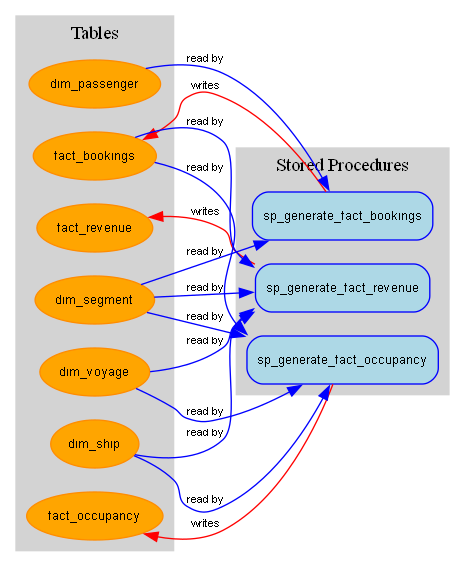 Tables
dim_passenger
read by
writes
fact_bookings
read by
Stored Procedures
read by
fact_revenue
writes
sp_generate_fact_bookings
read by
dim_segment
read by
sp_generate_fact_revenue
read by
read by
dim_voyage
sp_generate_fact_occupancy
read by
dim_ship
read by
read by
fact_occupancy
writes